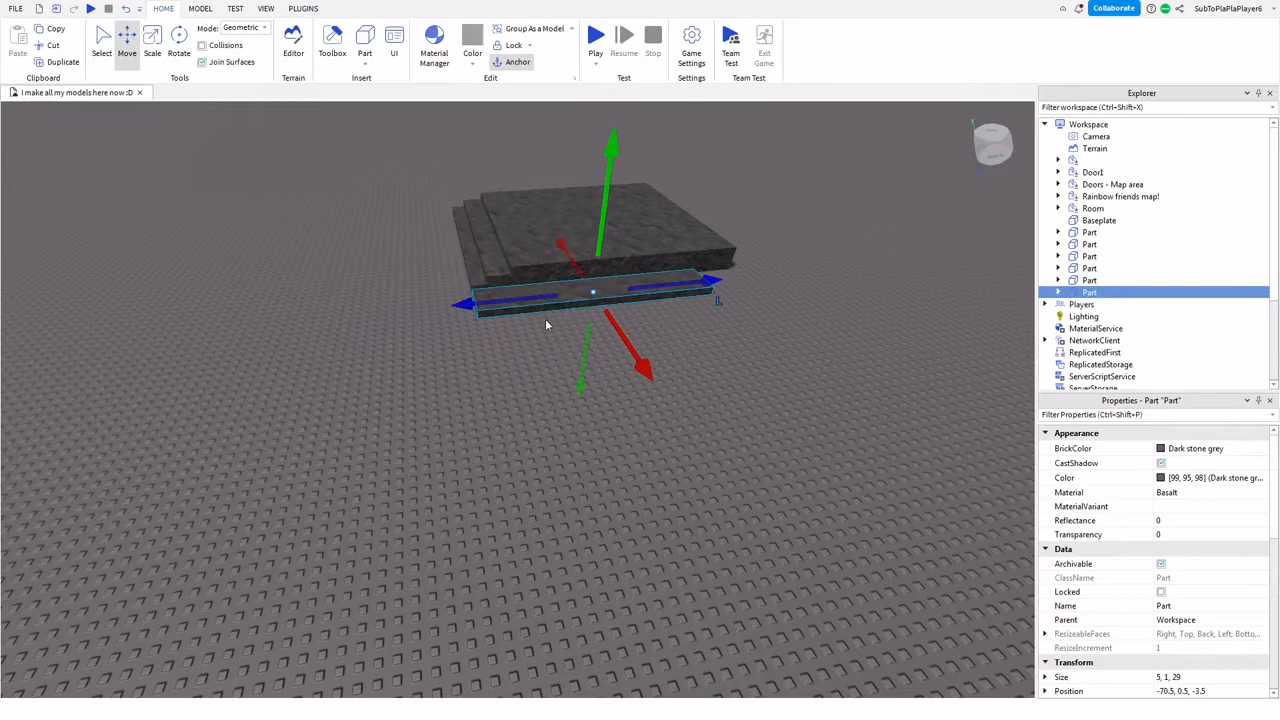 FILE HOME MODEL TEST VIEW PLUGINS Collaborate SubToPlaPlaPlayer6
Paste Copy Cut Duplicate Clipboard
Select Move Scale Rotate Mode: Geometric Collisions Join Surfaces Tools
Editor Terrain
Toolbox Part UI Insert
Material Manager Color Group As a Model Lock Anchor Edit
Play Resume Stop Test
Game Settings Settings
Team Test Exit Game Team Test
I make all my models here now :D
Explorer
Filter workspace (Ctrl+Shift+X)
Workspace
Camera
Terrain
Door1
Doors - Map area
Rainbow friends map!
Room
Baseplate
Part
Part
Part
Part
Part
Part
Players
Lighting
MaterialService
NetworkClient
ReplicatedFirst
ReplicatedStorage
ServerScriptService
ServerStorage
Properties - Part "Part"
Filter Properties (Ctrl+Shift+P)
Appearance
BrickColor Dark stone grey
CastShadow
Color [99, 95, 98] (Dark stone gr...
Material Basalt
MaterialVariant
Reflectance 0
Transparency 0
Data
Archivable
ClassName Part
Locked
Name Part
Parent Workspace
ResizeableFaces Right, Top, Back, Left, Botto...
ResizeIncrement 1
Transform
Size 5, 1, 29
Position -70.5, 0.5, -3.5